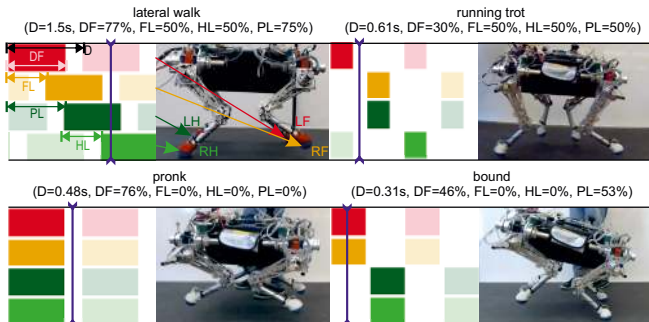 lateral walk
(D=1.5s, DF=77%, FL=50%, HL=50%, PL=75%)
running trot
(D=0.61s, DF=30%, FL=50%, HL=50%, PL=50%)
D
DF
FL
PL
HL
LH
LF
RH
RF
pronk
(D=0.48s, DF=76%, FL=0%, HL=0%, PL=0%)
bound
(D=0.31s, DF=46%, FL=0%, HL=0%, PL=53%)